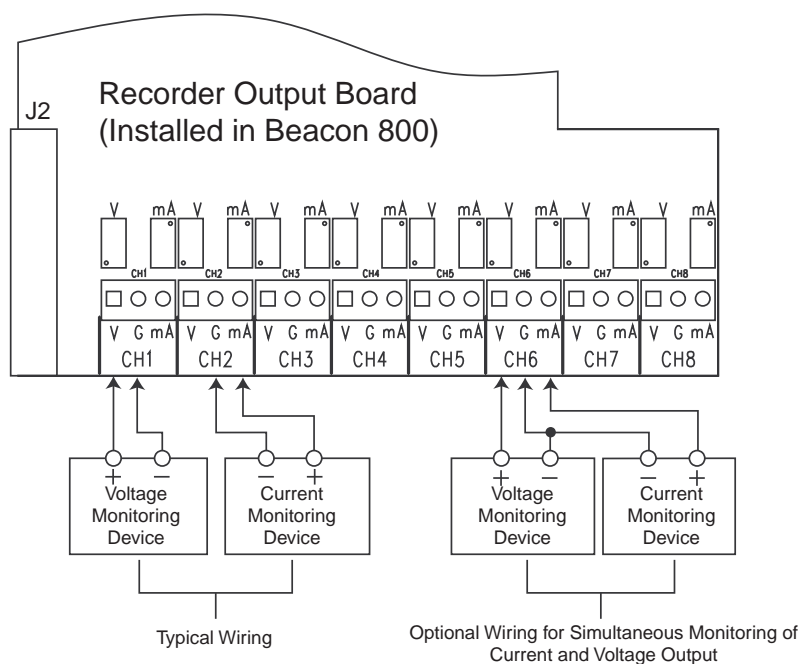 Recorder Output Board
J2
(Installed in Beacon 800)
V mA V mA V mA V mA V mA V mA V mA V mA
CH1 CH2 CH3 CH4 CH5 CH6 CH7 CH8
V G mA V G mA V G mA V G mA V G mA V G mA V G mA V G mA
CH1 CH2 CH3 CH4 CH5 CH6 CH7 CH8
+ − − + + − − +
Voltage Monitoring Device
Current Monitoring Device
Voltage Monitoring Device
Current Monitoring Device
Typical Wiring
Optional Wiring for Simultaneous Monitoring of
Current and Voltage Output